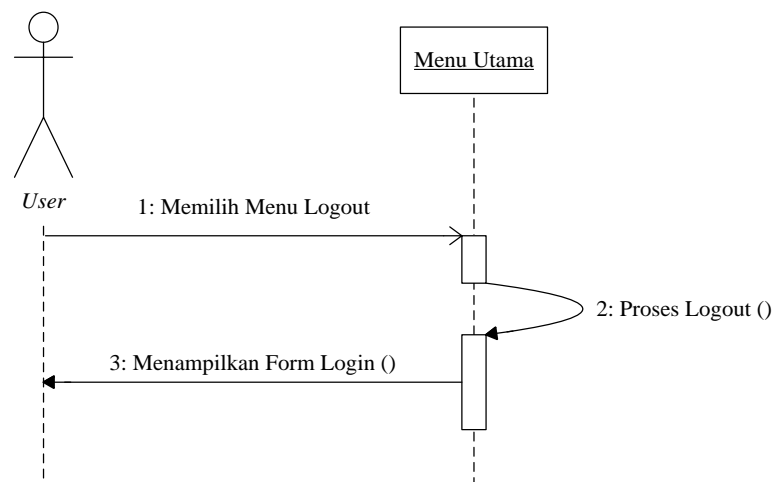 Menu Utama
User
1: Memilih Menu Logout
2: Proses Logout ()
3: Menampilkan Form Login ()